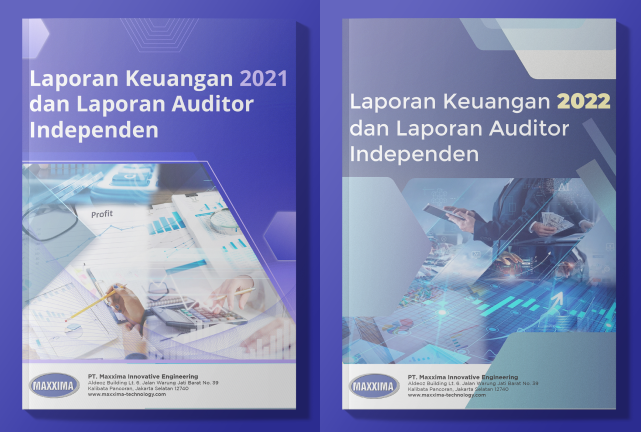 Laporan Keuangan 2021
dan Laporan Auditor
Independen
Profit
MAXXIMA
PT. Maxxima Innovative Engineering
Aldeoz Building Lt. 6. Jalan Warung Jati Barat No. 39
Kalibata Pancoran, Jakarta Selatan 12740
www.maxxima-technology.com
Laporan Keuangan 2022
dan Laporan Auditor
Independen
AI
MAXXIMA
PT. Maxxima Innovative Engineering
Aldeoz Building Lt. 6. Jalan Warung Jati Barat No. 39
Kalibata Pancoran, Jakarta Selatan 12740
www.maxxima-technology.com